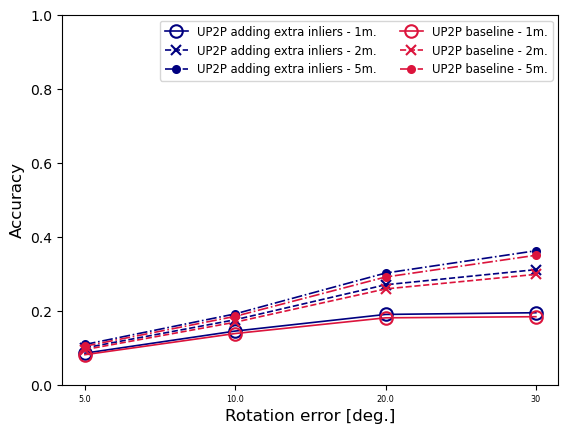 1.0
0.8
0.6
0.4
0.2
0.0
Accuracy
UP2P adding extra inliers - 1m.
UP2P adding extra inliers - 2m.
UP2P adding extra inliers - 5m.
UP2P baseline - 1m.
UP2P baseline - 2m.
UP2P baseline - 5m.
5.0 10.0 20.0 30
Rotation error [deg.]